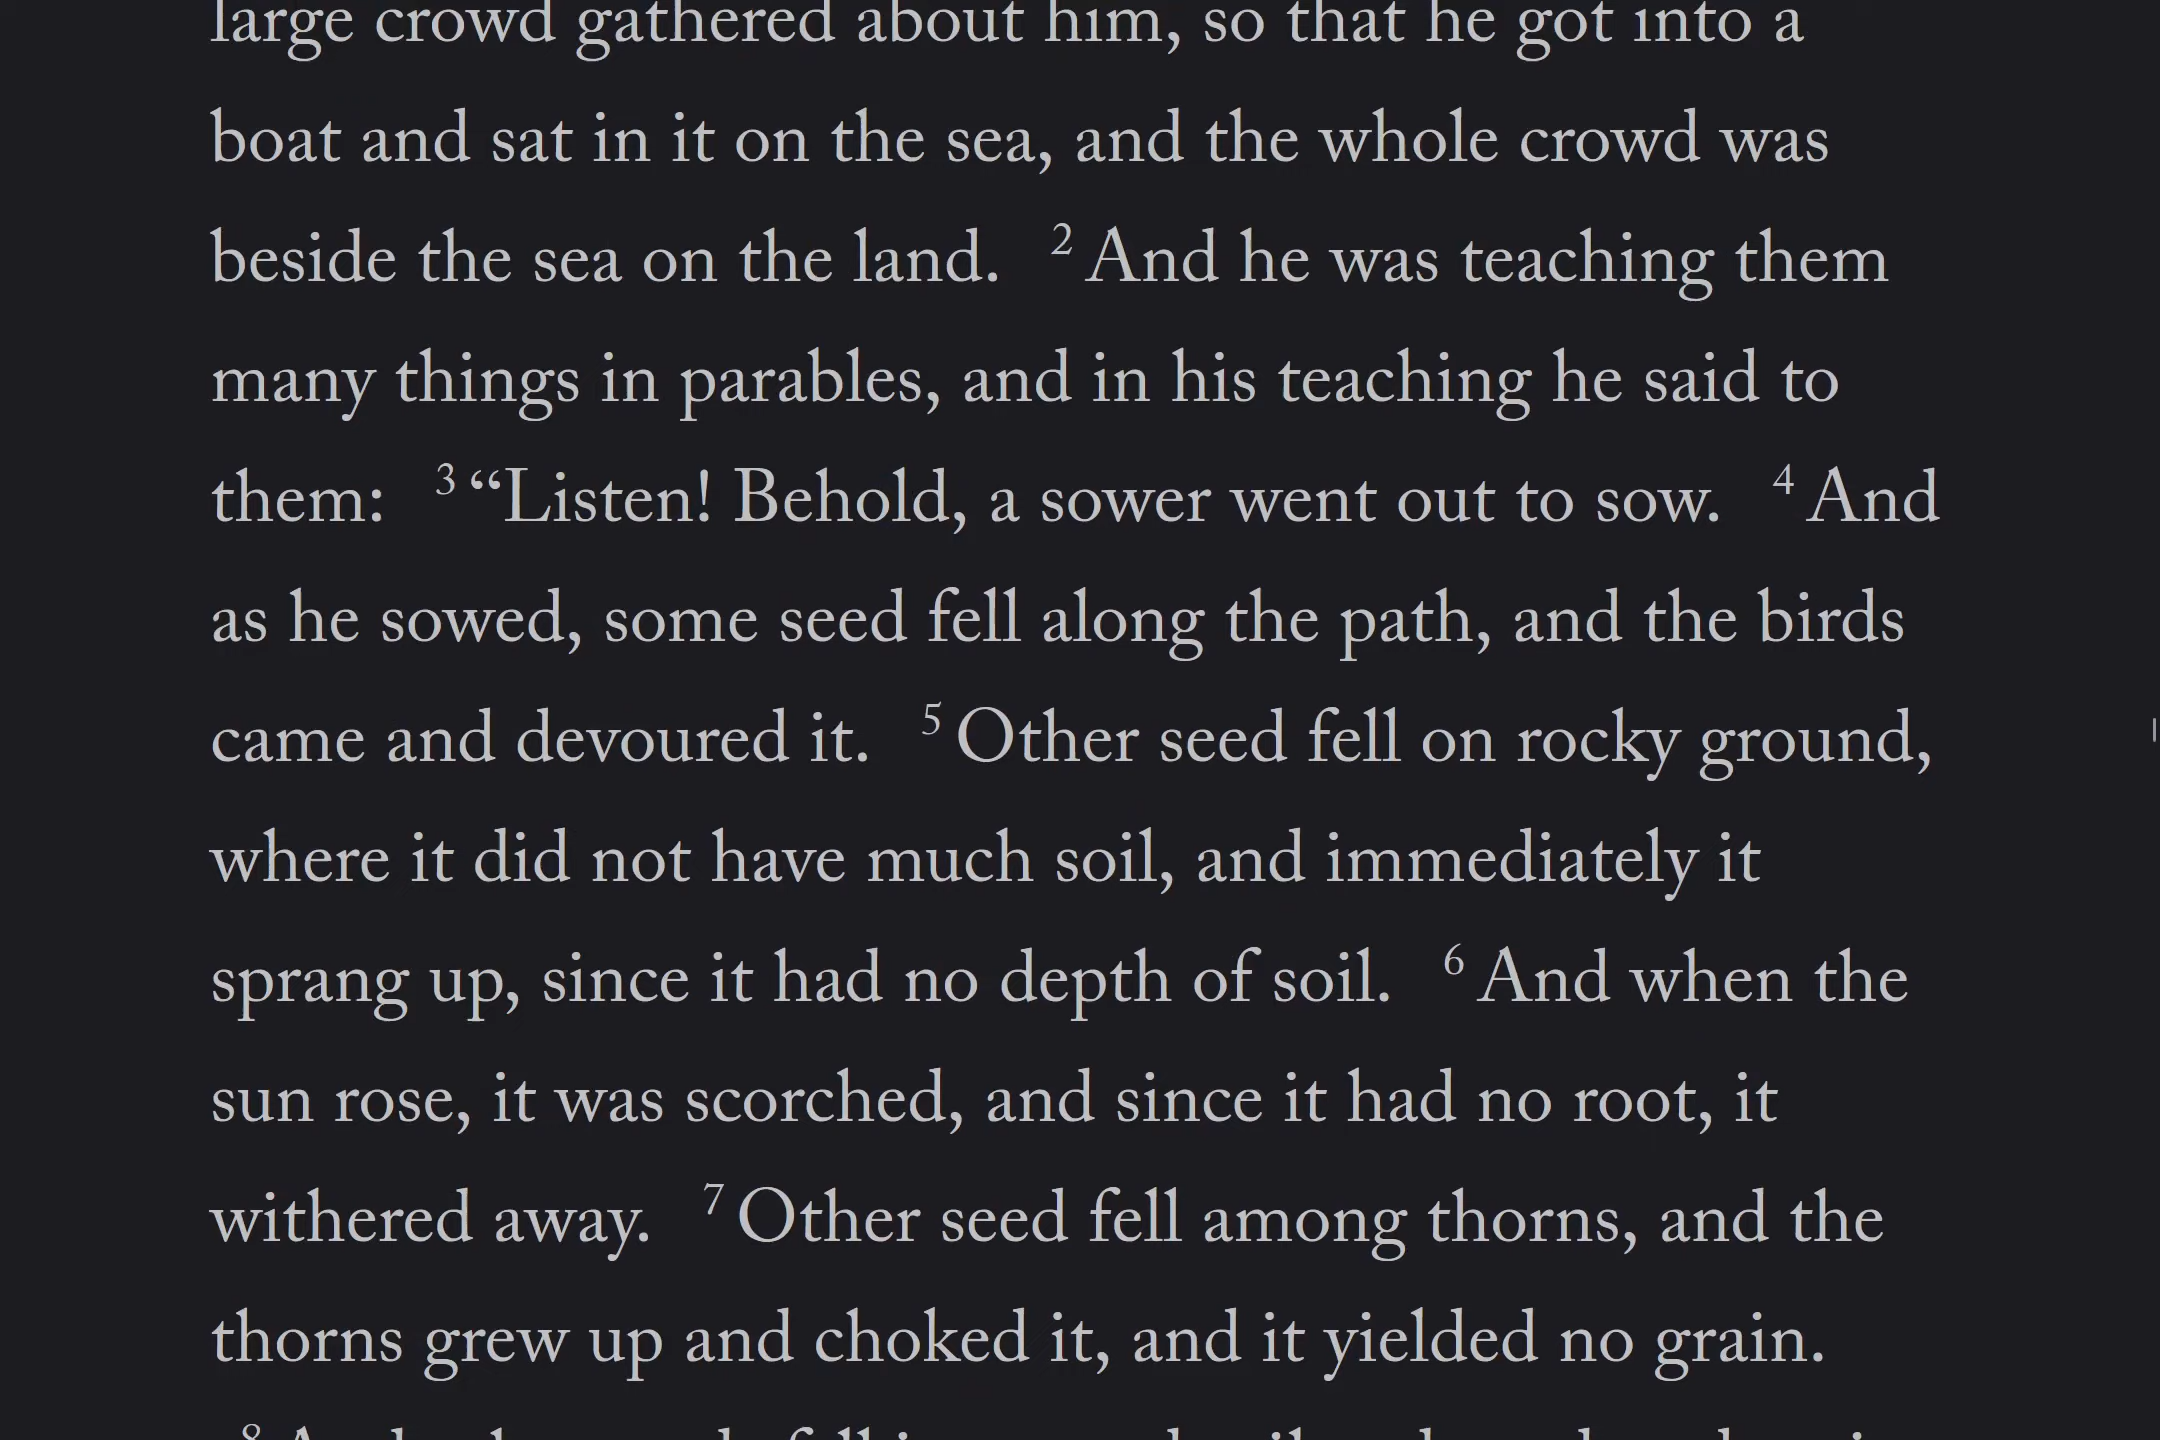 large crowd gathered about him, so that he got into a
boat and sat in it on the sea, and the whole crowd was
beside the sea on the land. 2 And he was teaching them
many things in parables, and in his teaching he said to
them: 3 “Listen! Behold, a sower went out to sow. 4 And
as he sowed, some seed fell along the path, and the birds
came and devoured it. 5 Other seed fell on rocky ground,
where it did not have much soil, and immediately it
sprang up, since it had no depth of soil. 6 And when the
sun rose, it was scorched, and since it had no root, it
withered away. 7 Other seed fell among thorns, and the
thorns grew up and choked it, and it yielded no grain.